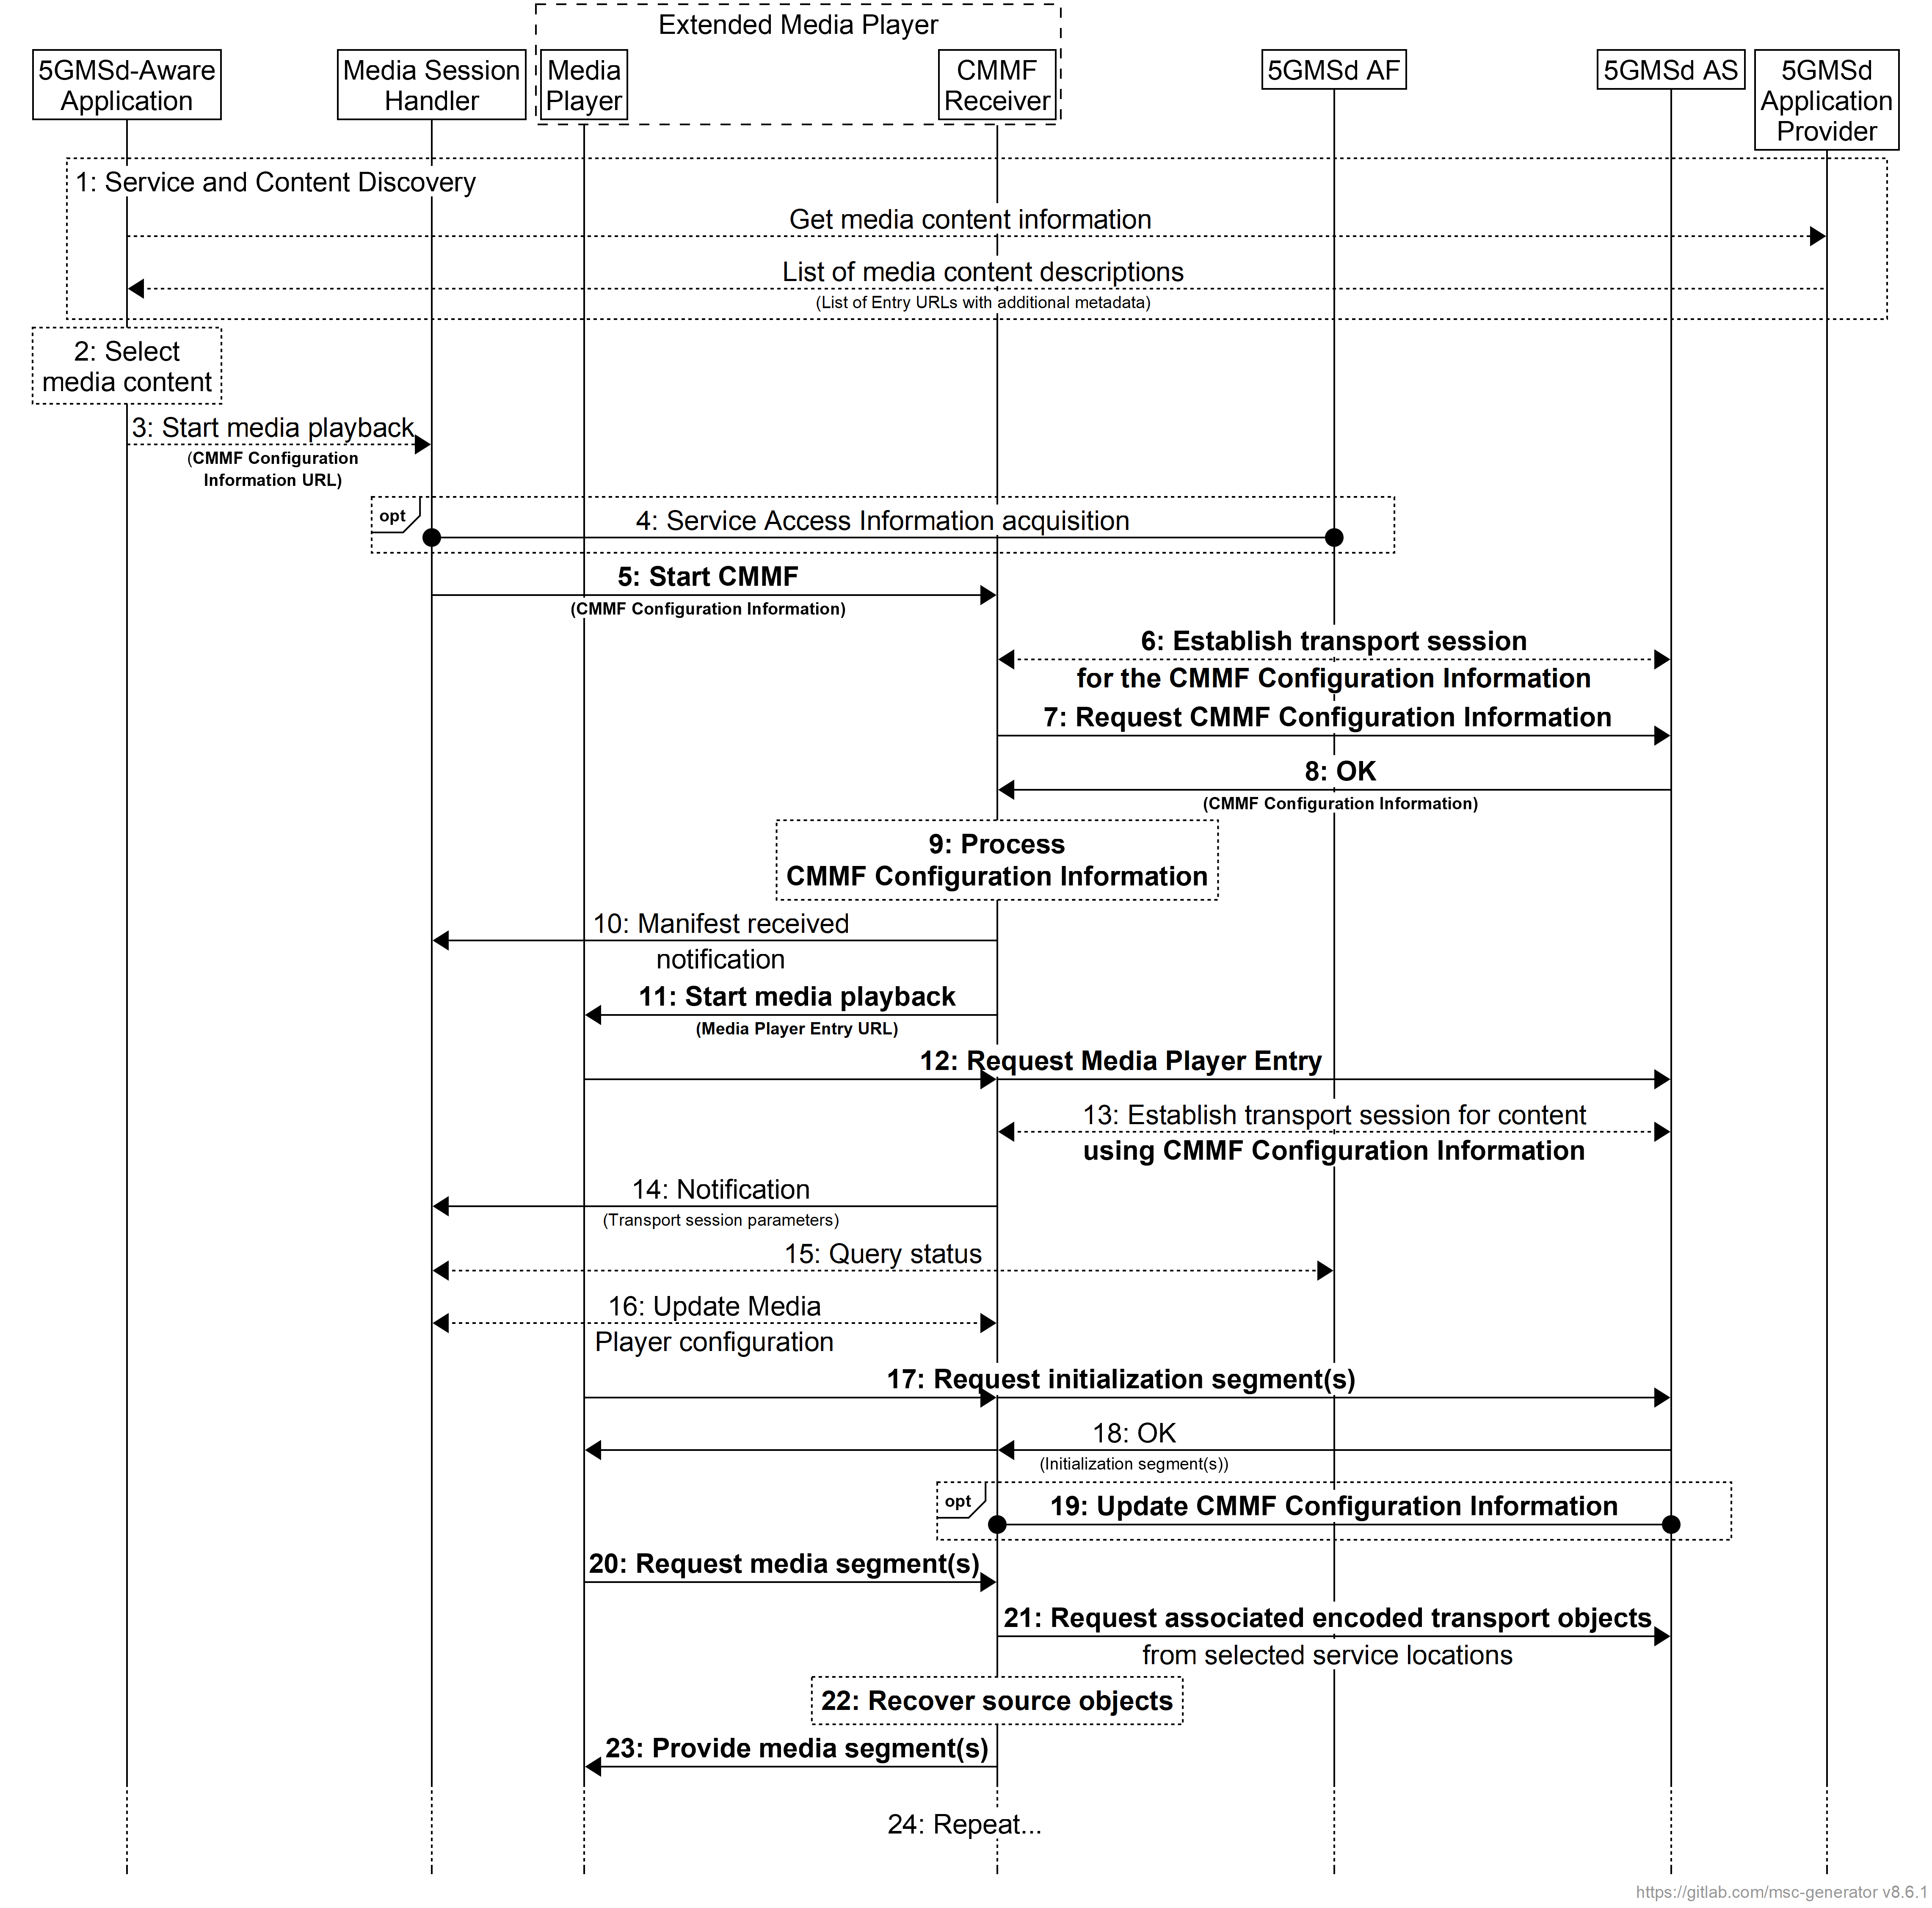 Extended Media Player
5GMSd-Aware
Application
Media Session
Handler
Media
Player
CMMF
Receiver
5GMSd AF
5GMSd AS
5GMSd
Application
Provider
1: Service and Content Discovery
Get media content information
List of media content descriptions
(List of Entry URLs with additional metadata)
2: Select
media content
3: Start media playback
(CMMF Configuration
Information URL)
opt
4: Service Access Information acquisition
5: Start CMMF
(CMMF Configuration Information)
6: Establish transport session
for the CMMF Configuration Information
7: Request CMMF Configuration Information
8: OK
(CMMF Configuration Information)
9: Process
CMMF Configuration Information
10: Manifest received
notification
11: Start media playback
(Media Player Entry URL)
12: Request Media Player Entry
13: Establish transport session for content
using CMMF Configuration Information
14: Notification
(Transport session parameters)
15: Query status
16: Update Media
Player configuration
17: Request initialization segment(s)
18: OK
(Initialization segment(s))
opt
19: Update CMMF Configuration Information
20: Request media segment(s)
21: Request associated encoded transport objects
from selected service locations
22: Recover source objects
23: Provide media segment(s)
24: Repeat...
https://gitlab.com/msc-generator v8.6.1